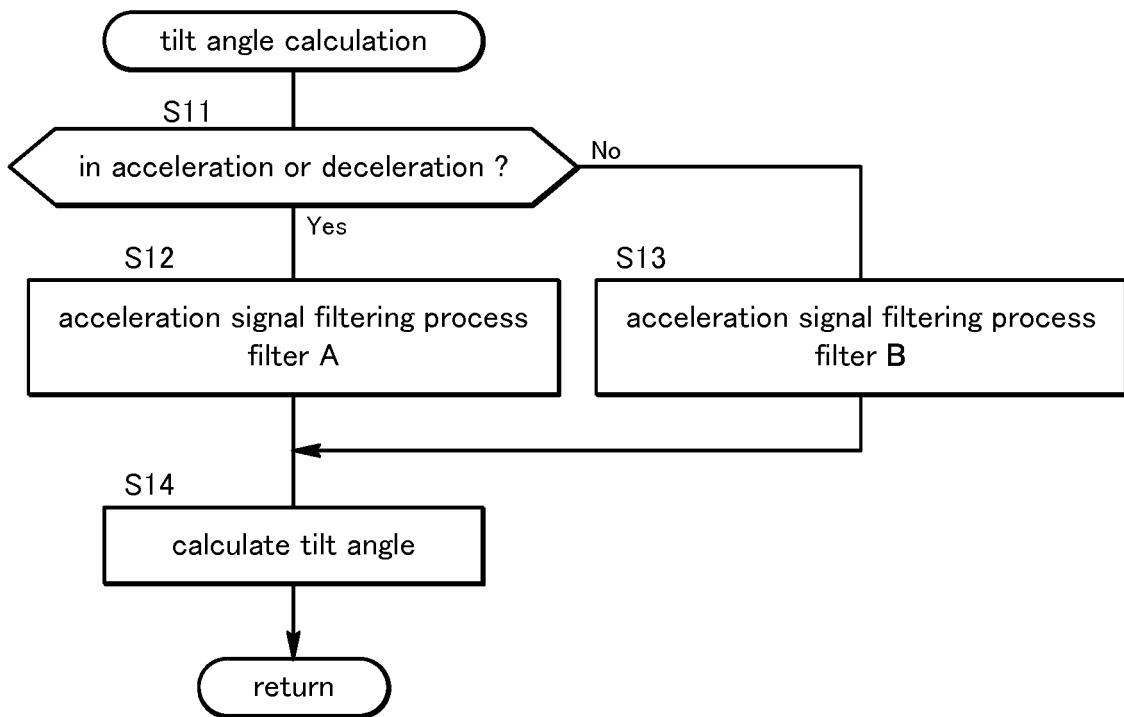 tilt angle calculation
S11
in acceleration or deceleration ?
No
Yes
S12
acceleration signal filtering process
filter A
S13
acceleration signal filtering process
filter B
S14
calculate tilt angle
return